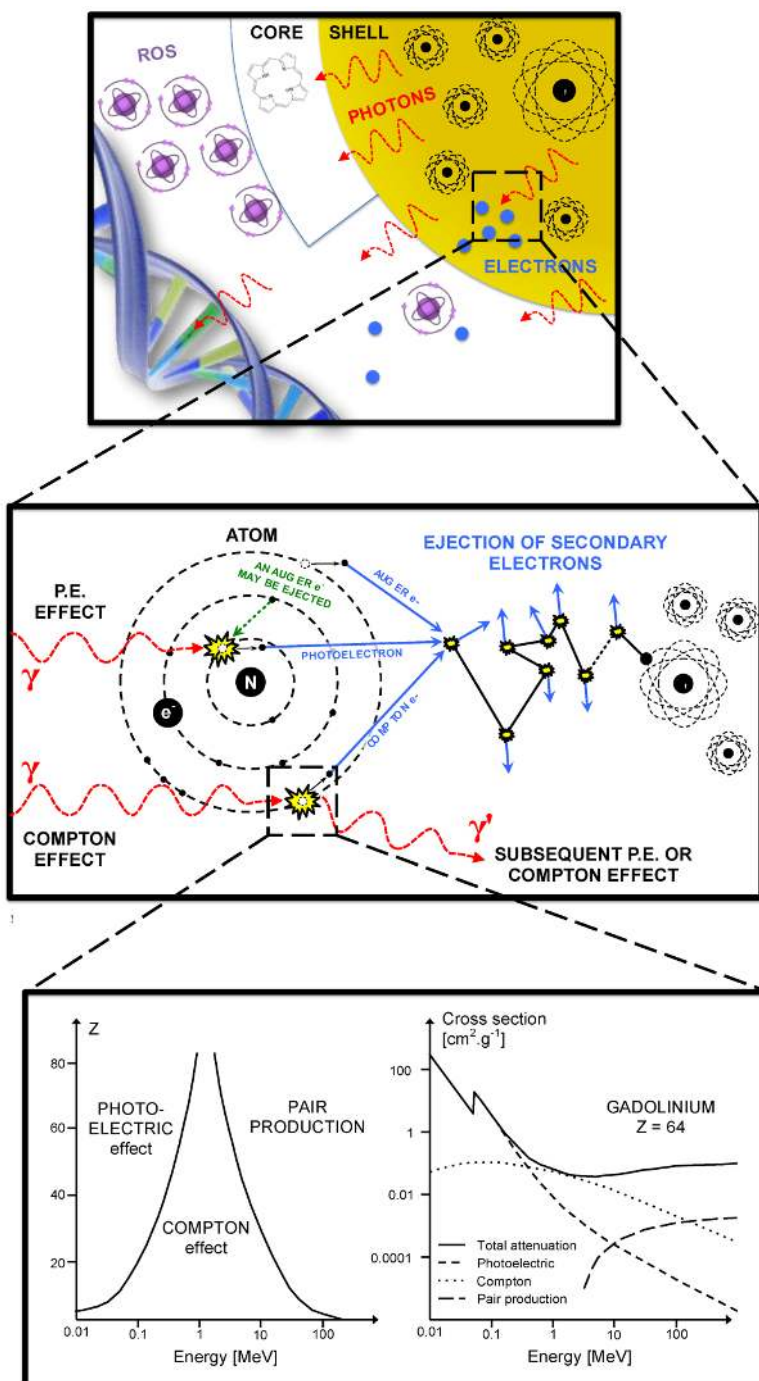 ROS
CORE
SHELL
PHOTONS
ELECTRONS
ATOM
AN AUGER e-
MAY BE EJECTED
P.E.
EFFECT
γ
N
e-
PHOTOELECTRON
AUGER e-
COMPTON e-
EJECTION OF SECONDARY
ELECTRONS
γ
COMPTON
EFFECT
γ'
SUBSEQUENT P.E. OR
COMPTON EFFECT
Z
80
60
40
20
PHOTO-
ELECTRIC
effect
PAIR
PRODUCTION
COMPTON
effect
0.01 0.1 1 10 100
Energy [MeV]
Cross section
[cm².g⁻¹]
100
1
0.01
0.0001
GADOLINIUM
Z = 64
Total attenuation
Photoelectric
Compton
Pair production
0.01 0.1 1 10 100
Energy [MeV]